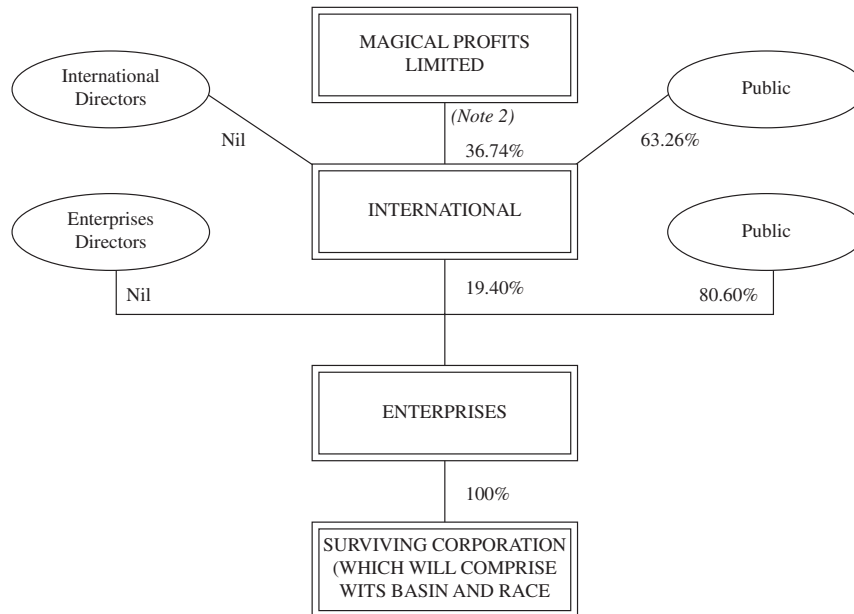 MAGICAL PROFITS
LIMITED
International
Directors
Public
(Note 2)
Nil
36.74%
63.26%
INTERNATIONAL
Enterprises
Directors
Public
Nil
19.40%
80.60%
ENTERPRISES
100%
SURVIVING CORPORATION
(WHICH WILL COMPRISE
WITS BASIN AND RACE